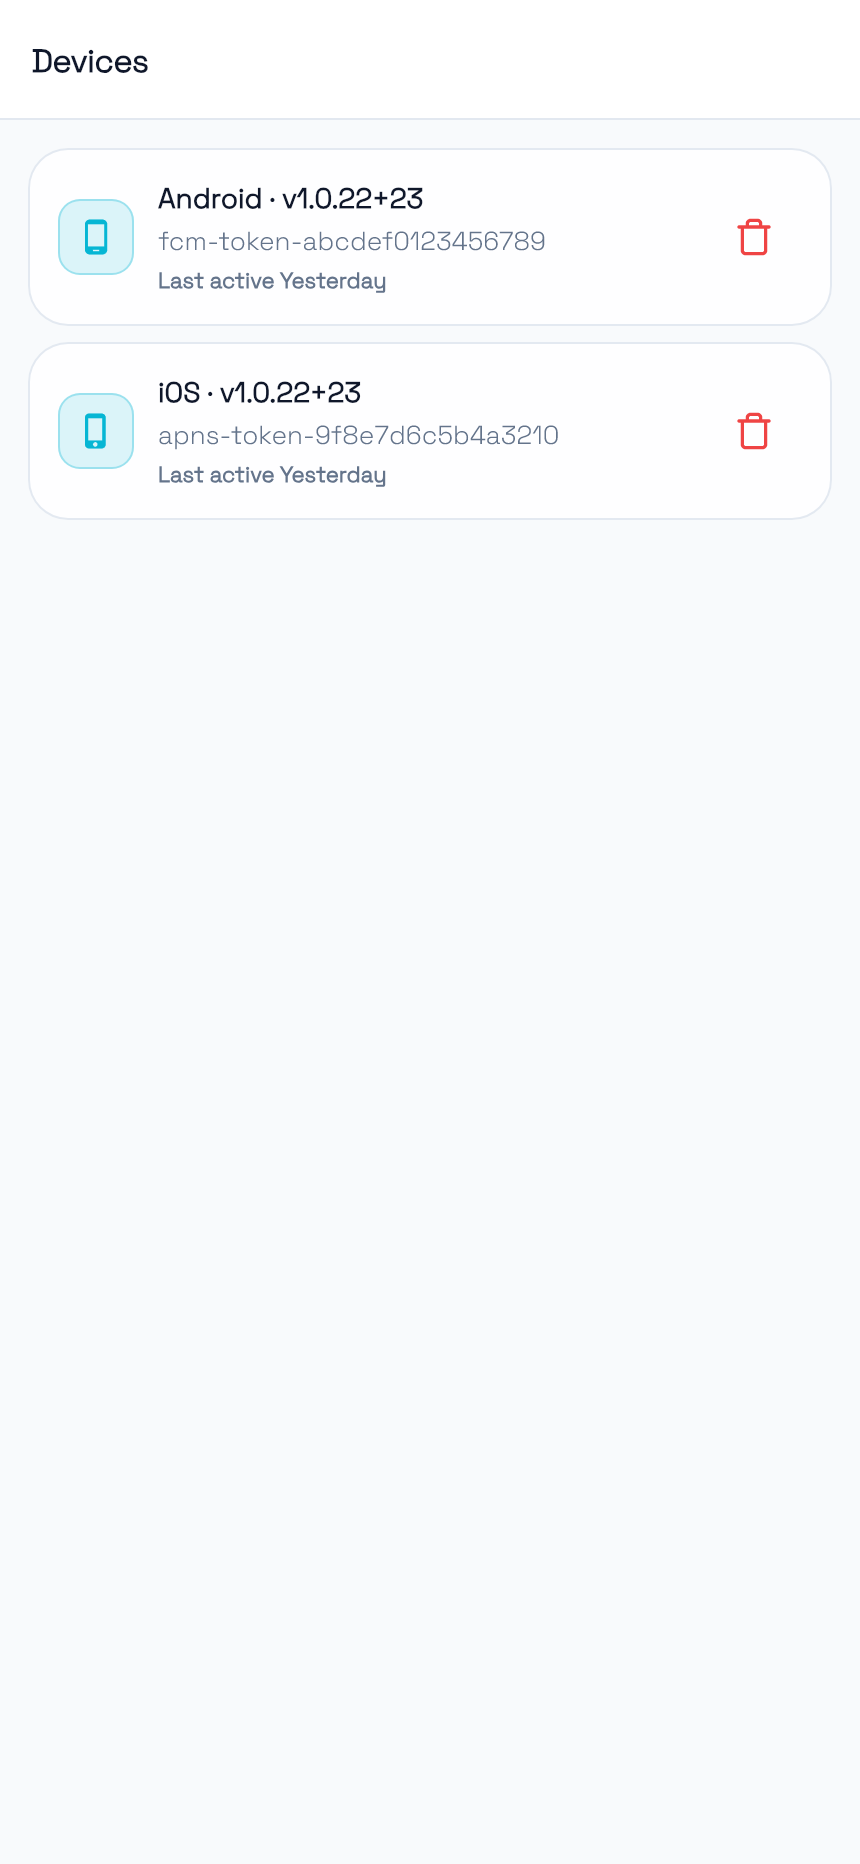 Devices
Android · v1.0.22+23
fcm-token-abcdef0123456789
Last active Yesterday
iOS · v1.0.22+23
apns-token-9f8e7d6c5b4a3210
Last active Yesterday